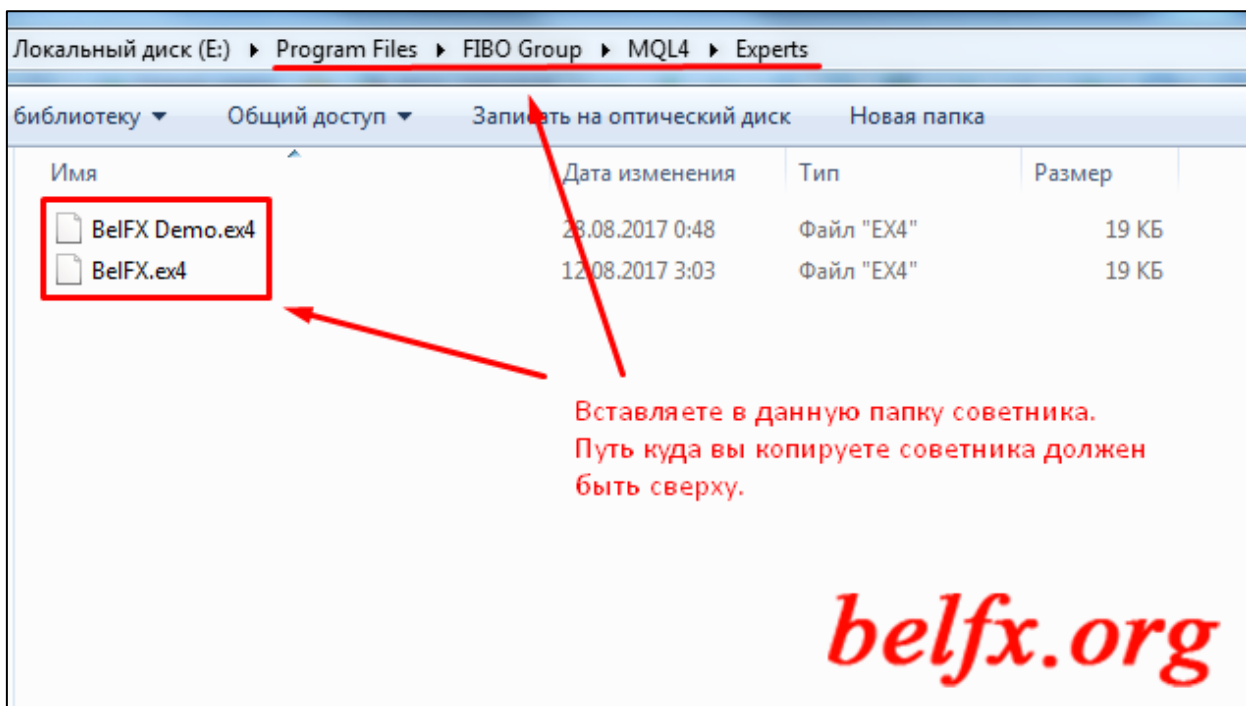 Локальный диск (E:) ▸ Program Files ▸ FIBO Group ▸ MQL4 ▸ Experts
библиотеку ▾ Общий доступ ▾ Записать на оптический диск Новая папка
Имя Дата изменения Тип Размер
BelFX Demo.ex4 28.08.2017 0:48 Файл "EX4" 19 КБ
BelFX.ex4 12.08.2017 3:03 Файл "EX4" 19 КБ
Вставляете в данную папку советника.
Путь куда вы копируете советника должен
быть сверху.
belfx.org